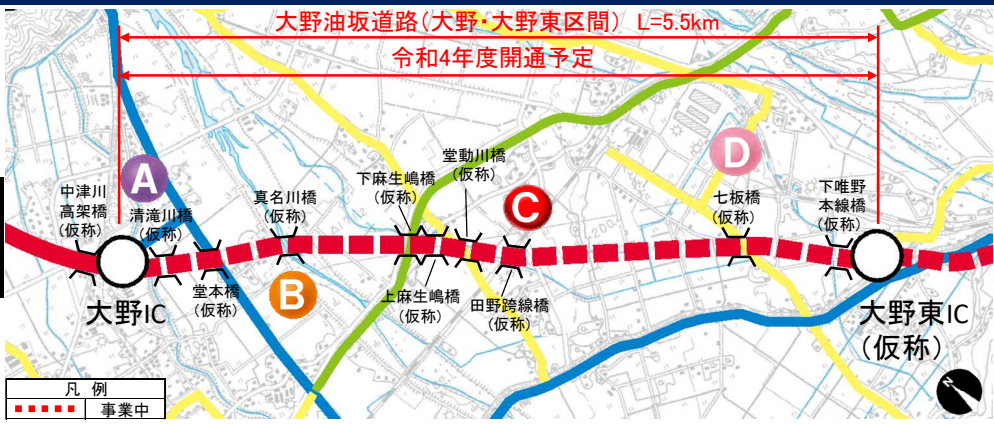 大野油坂道路(大野・大野東区間) L=5.5km
令和4年度開通予定
A
中津川
高架橋
(仮称)
清滝川橋
(仮称)
大野IC
堂本橋
(仮称)
真名川橋
(仮称)
B
下麻生嶋橋
(仮称)
上麻生嶋橋
(仮称)
堂動川橋
(仮称)
C
田野跨線橋
(仮称)
D
七板橋
(仮称)
下唯野
本線橋
(仮称)
大野東IC
(仮称)
凡 例
事業中
N